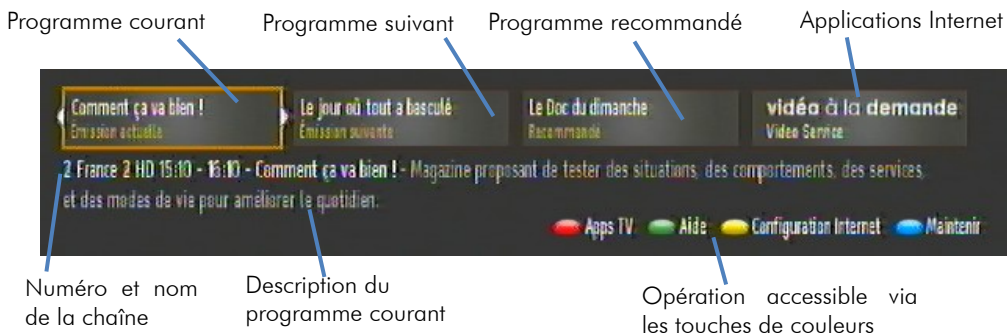 Programme courant
Programme suivant
Programme recommandé
Applications Internet
Comment ça va bien !
Émission actuelle
Le jour où tout a basculé
Émission suivante
Le Doc du dimanche
Recommandé
vidéo à la demande
Video Service
2 France 2 HD 15:10 - 16:10 - Comment ça va bien ! - Magazine proposant de tester des situations, des comportements, des services,
et des modes de vie pour améliorer le quotidien.
Apps TV
Aide
Configuration Internet
Maintenir
Numéro et nom
de la chaîne
Description du
programme courant
Opération accessible via
les touches de couleurs